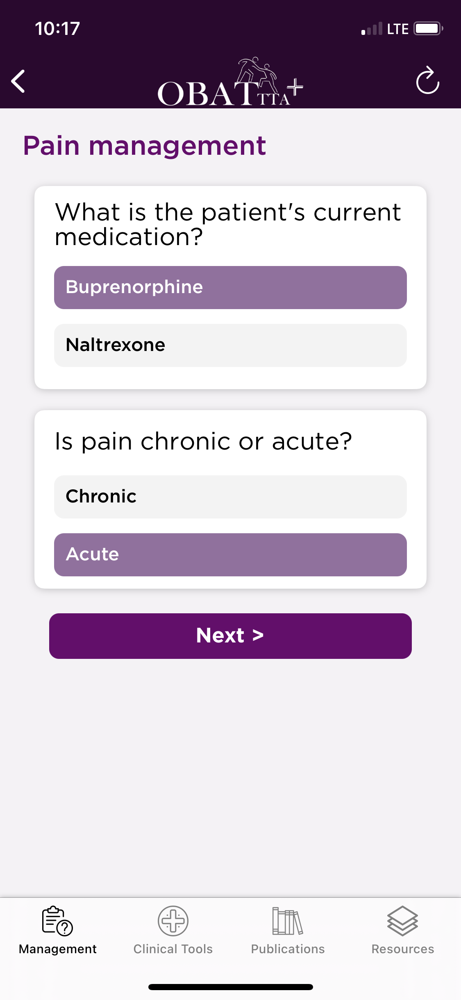 10:17
LTE
OBAT TTA+
Pain management
What is the patient's current
medication?
Buprenorphine
Naltrexone
Is pain chronic or acute?
Chronic
Acute
Next >
Management
Clinical Tools
Publications
Resources